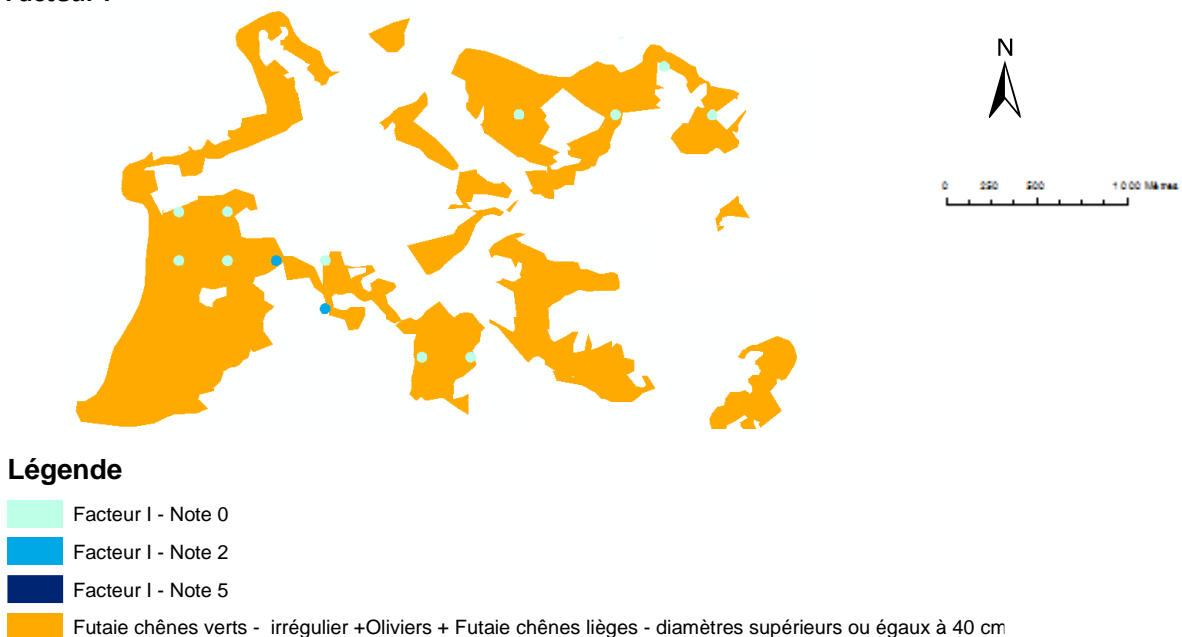 Facteur I
N
0 250 500 1 000 Mètres
Légende
Facteur I - Note 0
Facteur I - Note 2
Facteur I - Note 5
Futaie chênes verts - irrégulier +Oliviers + Futaie chênes lièges - diamètres supérieurs ou égaux à 40 cm